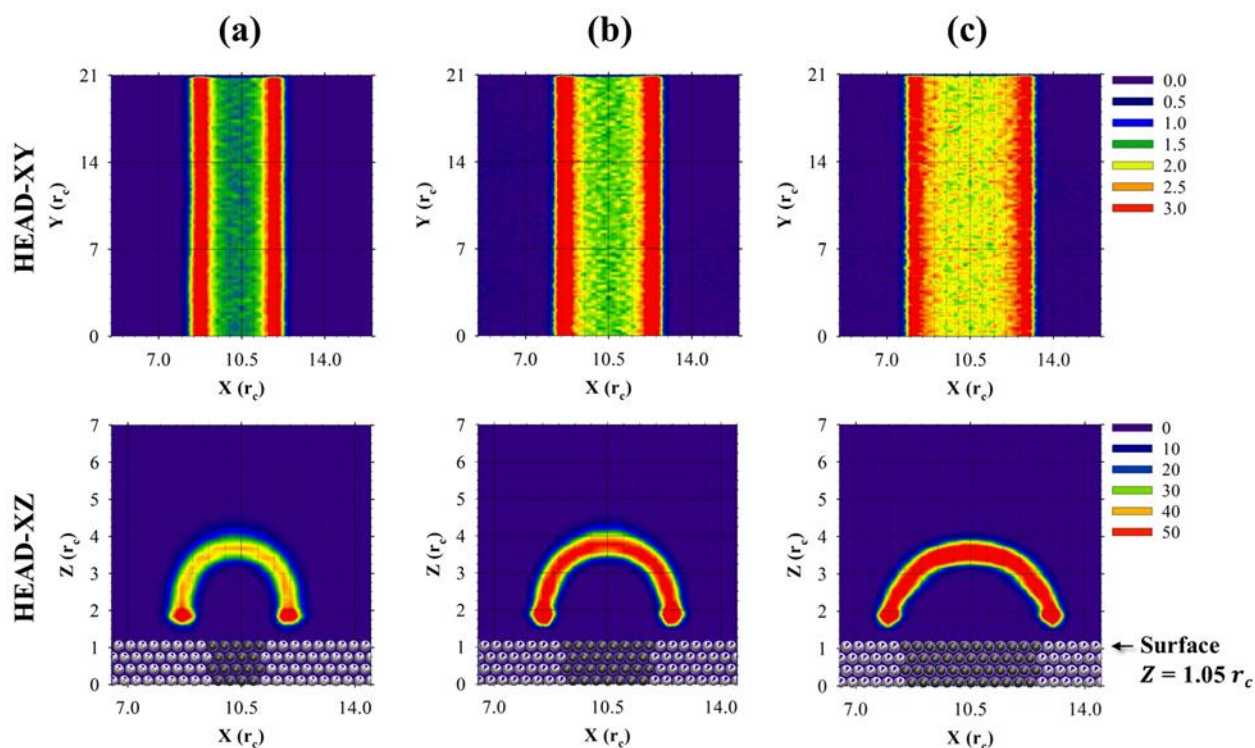 (a) (b) (c)
HEAD-XY
Y (rc)
21
14
7
0
7.0 10.5 14.0
X (rc)
Y (rc)
21
14
7
0
7.0 10.5 14.0
X (rc)
Y (rc)
21
14
7
0
7.0 10.5 14.0
X (rc)
0.0
0.5
1.0
1.5
2.0
2.5
3.0
HEAD-XZ
Z (rc)
7
6
5
4
3
2
1
0
7.0 10.5 14.0
X (rc)
Z (rc)
7
6
5
4
3
2
1
0
7.0 10.5 14.0
X (rc)
Z (rc)
7
6
5
4
3
2
1
0
7.0 10.5 14.0
X (rc)
0
10
20
30
40
50
Surface
Z = 1.05 rc